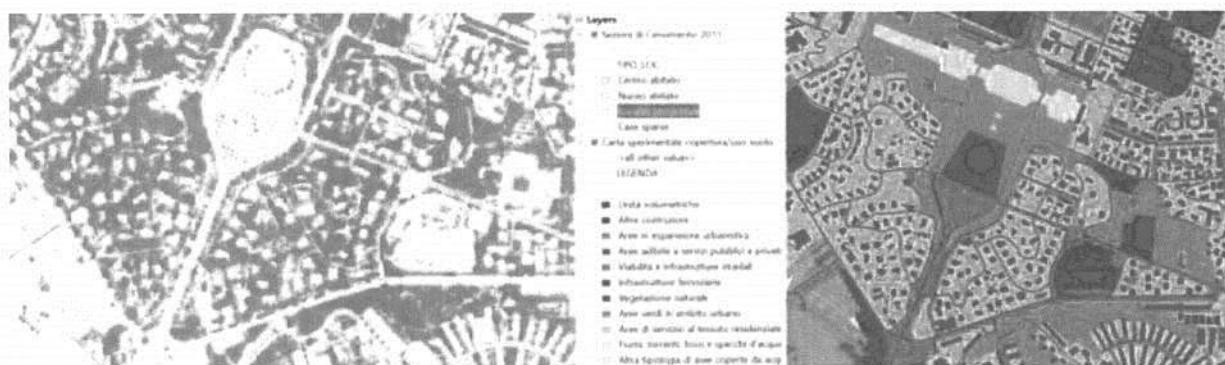 Layers
Sezioni di Censimento 2011
TIPO_LOC
Centro abitato
Nucleo abitato
Case sparse
Carta sperimentale copertura/uso suolo
<all other values>
LEGENDA
Unità volumetriche
Altre costruzioni
Aree in espansione urbanistica
Aree adibite a servizi pubblici e privati
Viabilità e infrastrutture stradali
Infrastrutture ferroviarie
Vegetazione naturale
Aree verdi in ambito urbano
Aree di servizio al tessuto residenziale
Fiumi, torrenti, fossi e specchi d'acqua
Altra tipologia di aree coperte da acq